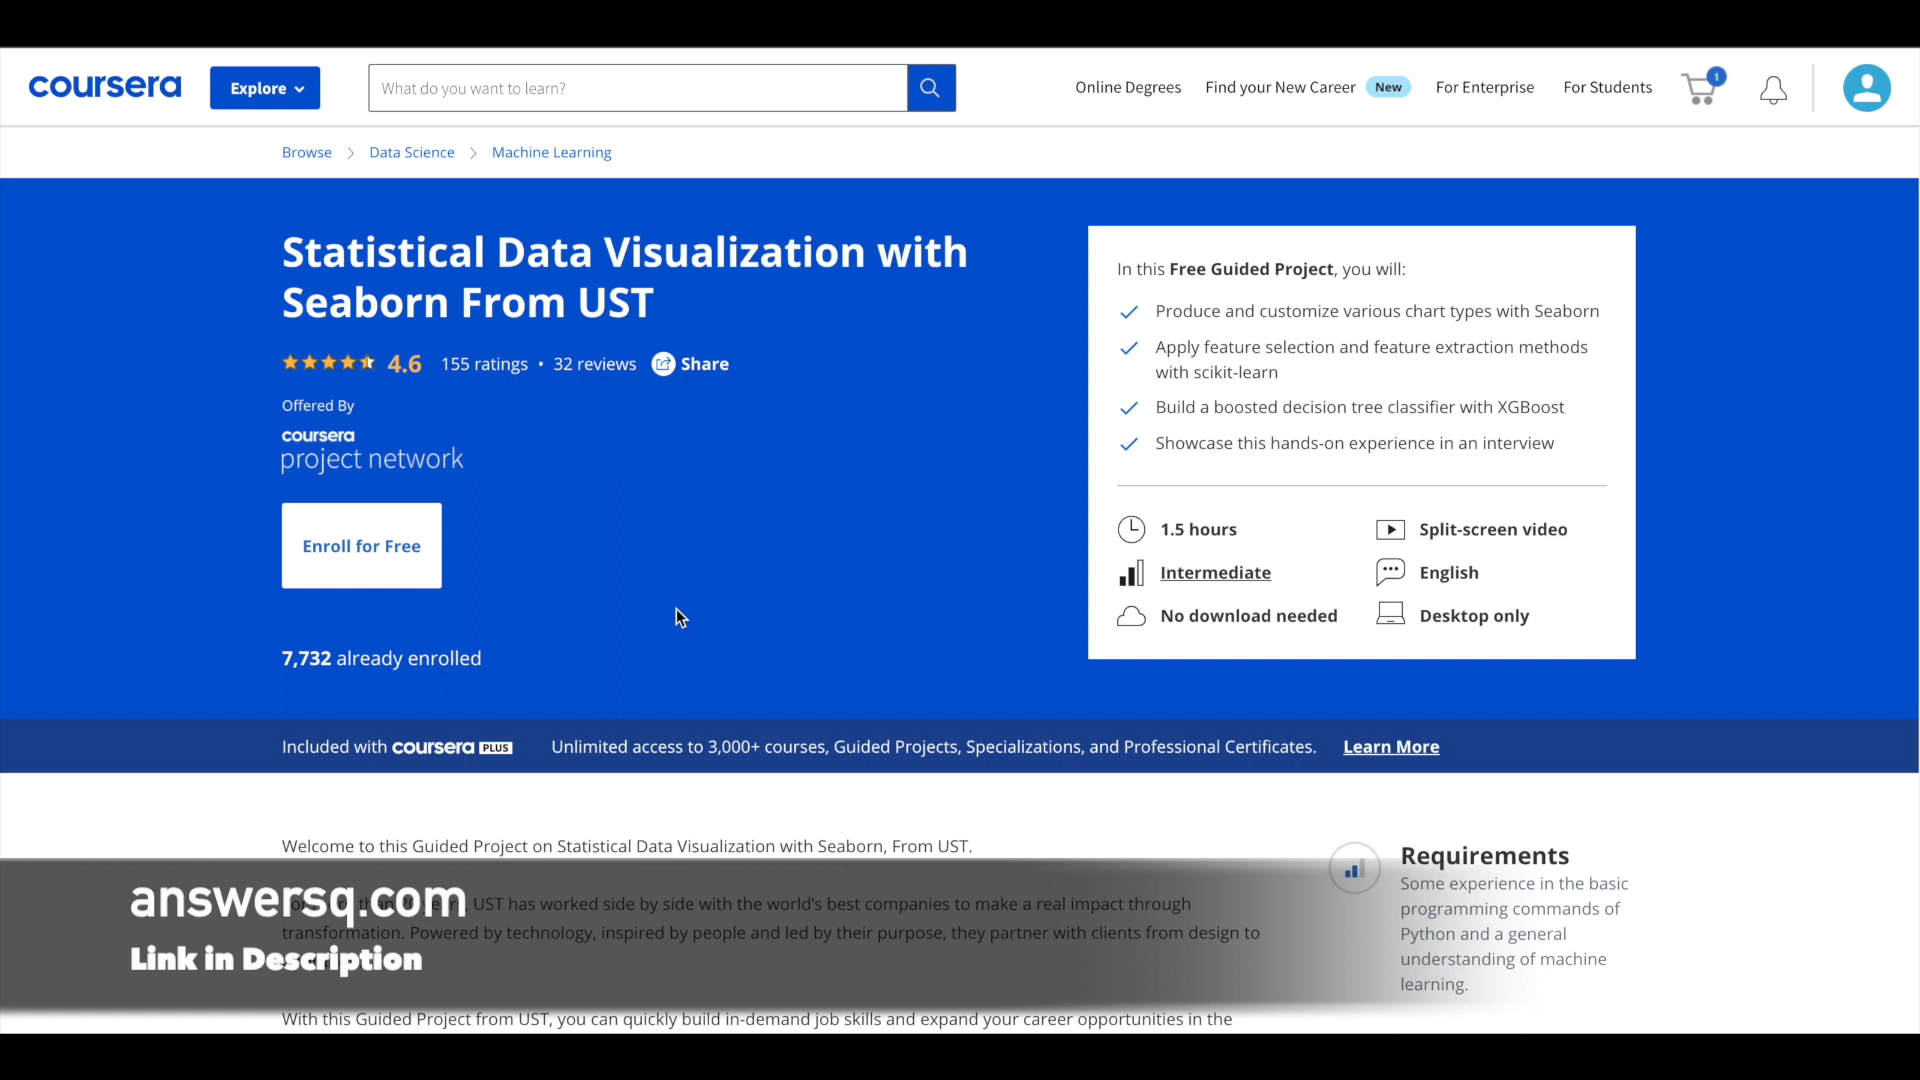 coursera
Explore
What do you want to learn?
Online Degrees
Find your New Career
New
For Enterprise
For Students
1
Browse
Data Science
Machine Learning
Statistical Data Visualization with
Seaborn From UST
4.6
155 ratings • 32 reviews
Share
Offered By
coursera
project network
Enroll for Free
7,732 already enrolled
In this Free Guided Project, you will:
Produce and customize various chart types with Seaborn
Apply feature selection and feature extraction methods
with scikit-learn
Build a boosted decision tree classifier with XGBoost
Showcase this hands-on experience in an interview
1.5 hours
Split-screen video
Intermediate
English
No download needed
Desktop only
Included with coursera PLUS
Unlimited access to 3,000+ courses, Guided Projects, Specializations, and Professional Certificates.
Learn More
Welcome to this Guided Project on Statistical Data Visualization with Seaborn, From UST.
UST has worked side by side with the world's best companies to make a real impact through
transformation. Powered by technology, inspired by people and led by their purpose, they partner with clients from design to
With this Guided Project from UST, you can quickly build in-demand job skills and expand your career opportunities in the
answersq.com
Link in Description
Requirements
Some experience in the basic
programming commands of
Python and a general
understanding of machine
learning.